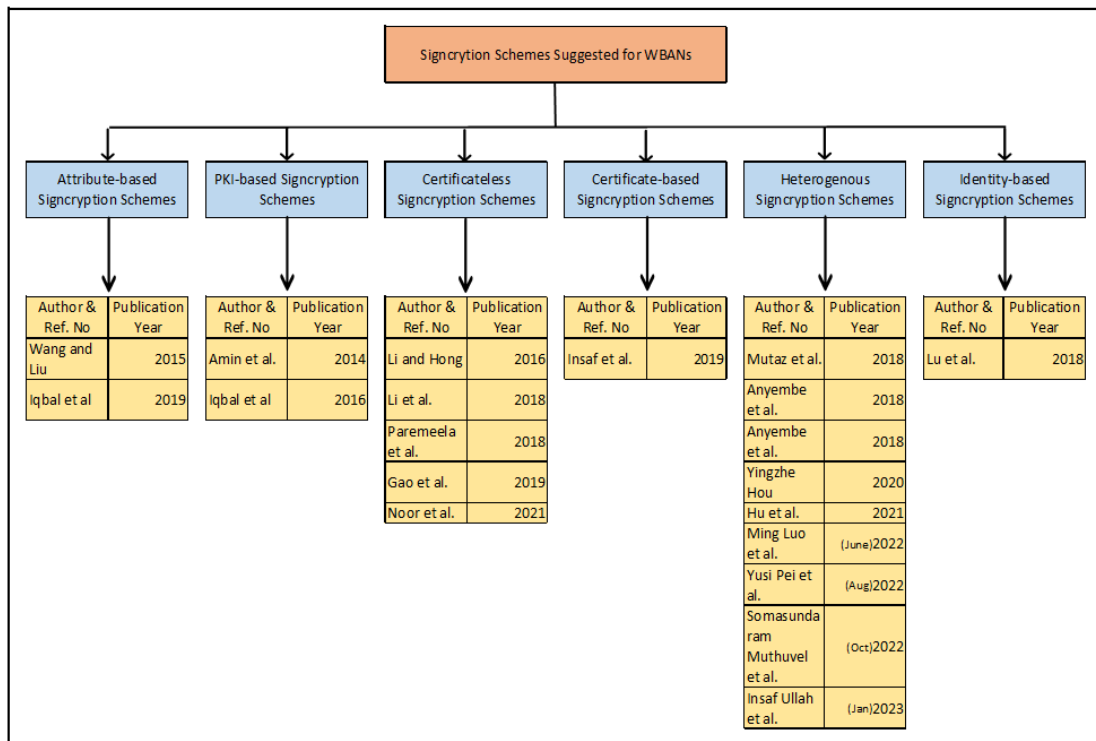 Signcrytion Schemes Suggested for WBANs
Attribute-based
Signcryption Schemes
PKI-based Signcryption
Schemes
Certificateless
Signcryption Schemes
Certificate-based
Signcryption Schemes
Heterogenous
Signcryption Schemes
Identity-based
Signcryption Schemes
Author &
Ref. No
Publication
Year
Wang and
Liu
2015
Iqbal et al
2019
Author &
Ref. No
Publication
Year
Amin et al.
2014
Iqbal et al
2016
Author &
Ref. No
Publication
Year
Li and Hong
2016
Li et al.
2018
Paremeela
et al.
2018
Gao et al.
2019
Noor et al.
2021
Author &
Ref. No
Publication
Year
Insaf et al.
2019
Author &
Ref. No
Publication
Year
Mutaz et al.
2018
Anyembe
et al.
2018
Anyembe
et al.
2018
Yingzhe
Hou
2020
Hu et al.
2021
Ming Luo
et al.
(June)2022
Yusi Pei et
al.
(Aug)2022
Somasunda
ram
Muthuvel
et al.
(Oct)2022
Insaf Ullah
et al.
(Jan)2023
Author &
Ref. No
Publication
Year
Lu et al.
2018